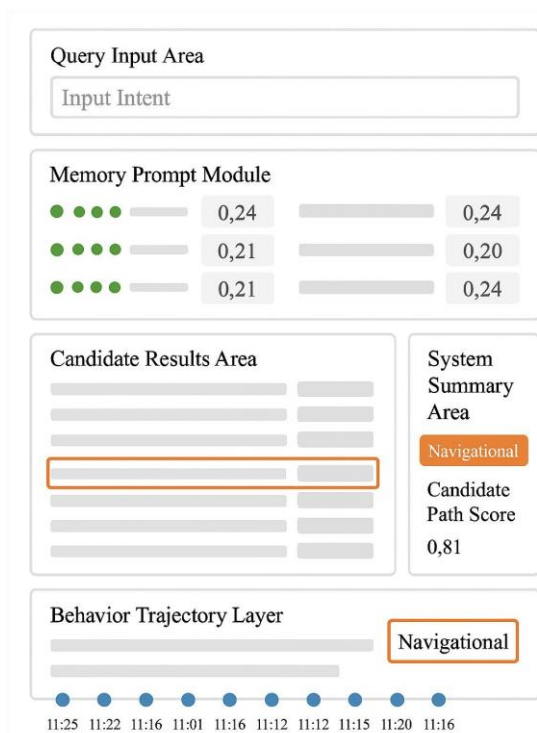 Query Input Area
Input Intent
Memory Prompt Module
0,24 0,24
0,21 0,20
0,21 0,24
Candidate Results Area
System
Summary
Area
Navigational
Candidate
Path Score
0,81
Behavior Trajectory Layer
Navigational
11:25 11:22 11:16 11:01 11:16 11:12 11:12 11:15 11:20 11:16